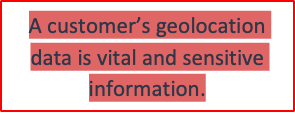 A customer’s geolocation
data is vital and sensitive
information.